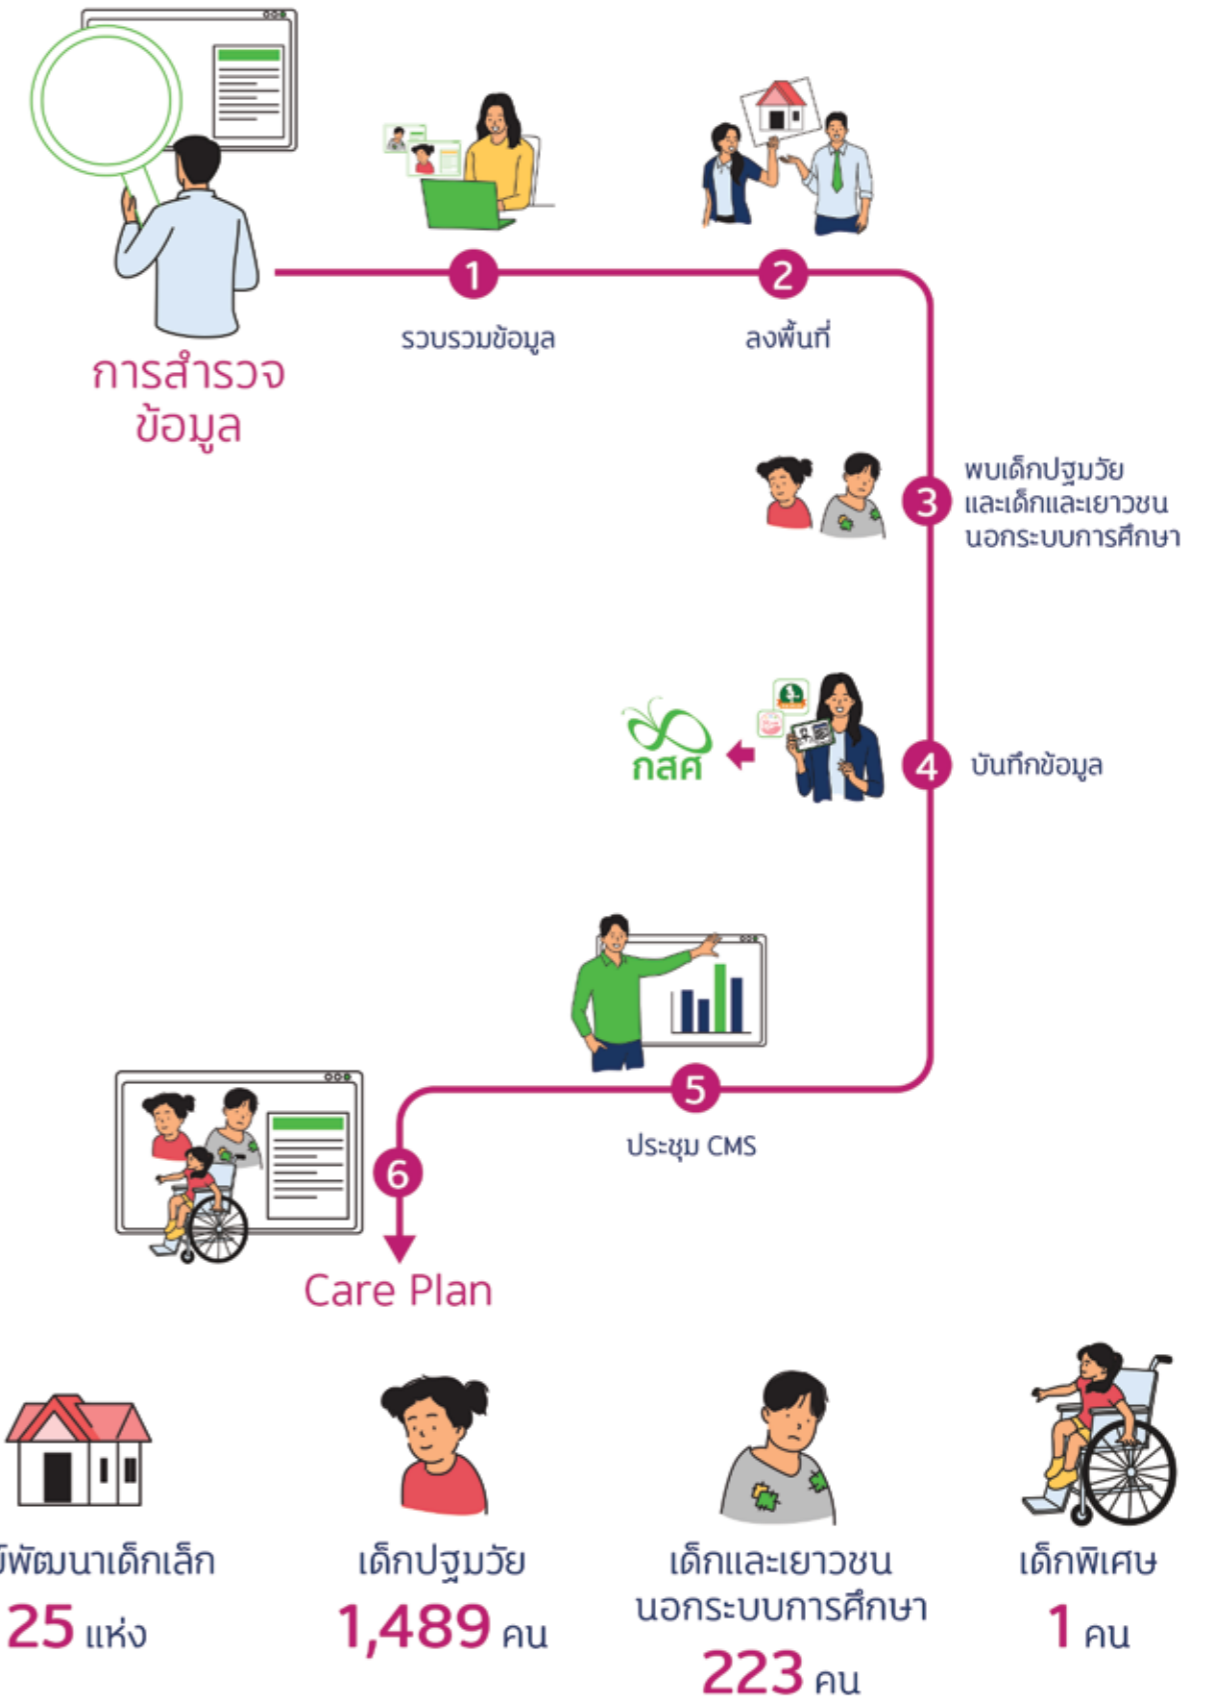 การสำรวจ
ข้อมูล
1
รวบรวมข้อมูล
2
ลงพื้นที่
3
พบเด็กปฐมวัย
และเด็กและเยาวชน
นอกระบบการศึกษา
กสศ
4
บันทึกข้อมูล
5
ประชุม CMS
6
Care Plan
พัฒนาเด็กเล็ก
25 แห่ง
เด็กปฐมวัย
1,489 คน
เด็กและเยาวชน
นอกระบบการศึกษา
223 คน
เด็กพิเศษ
1 คน